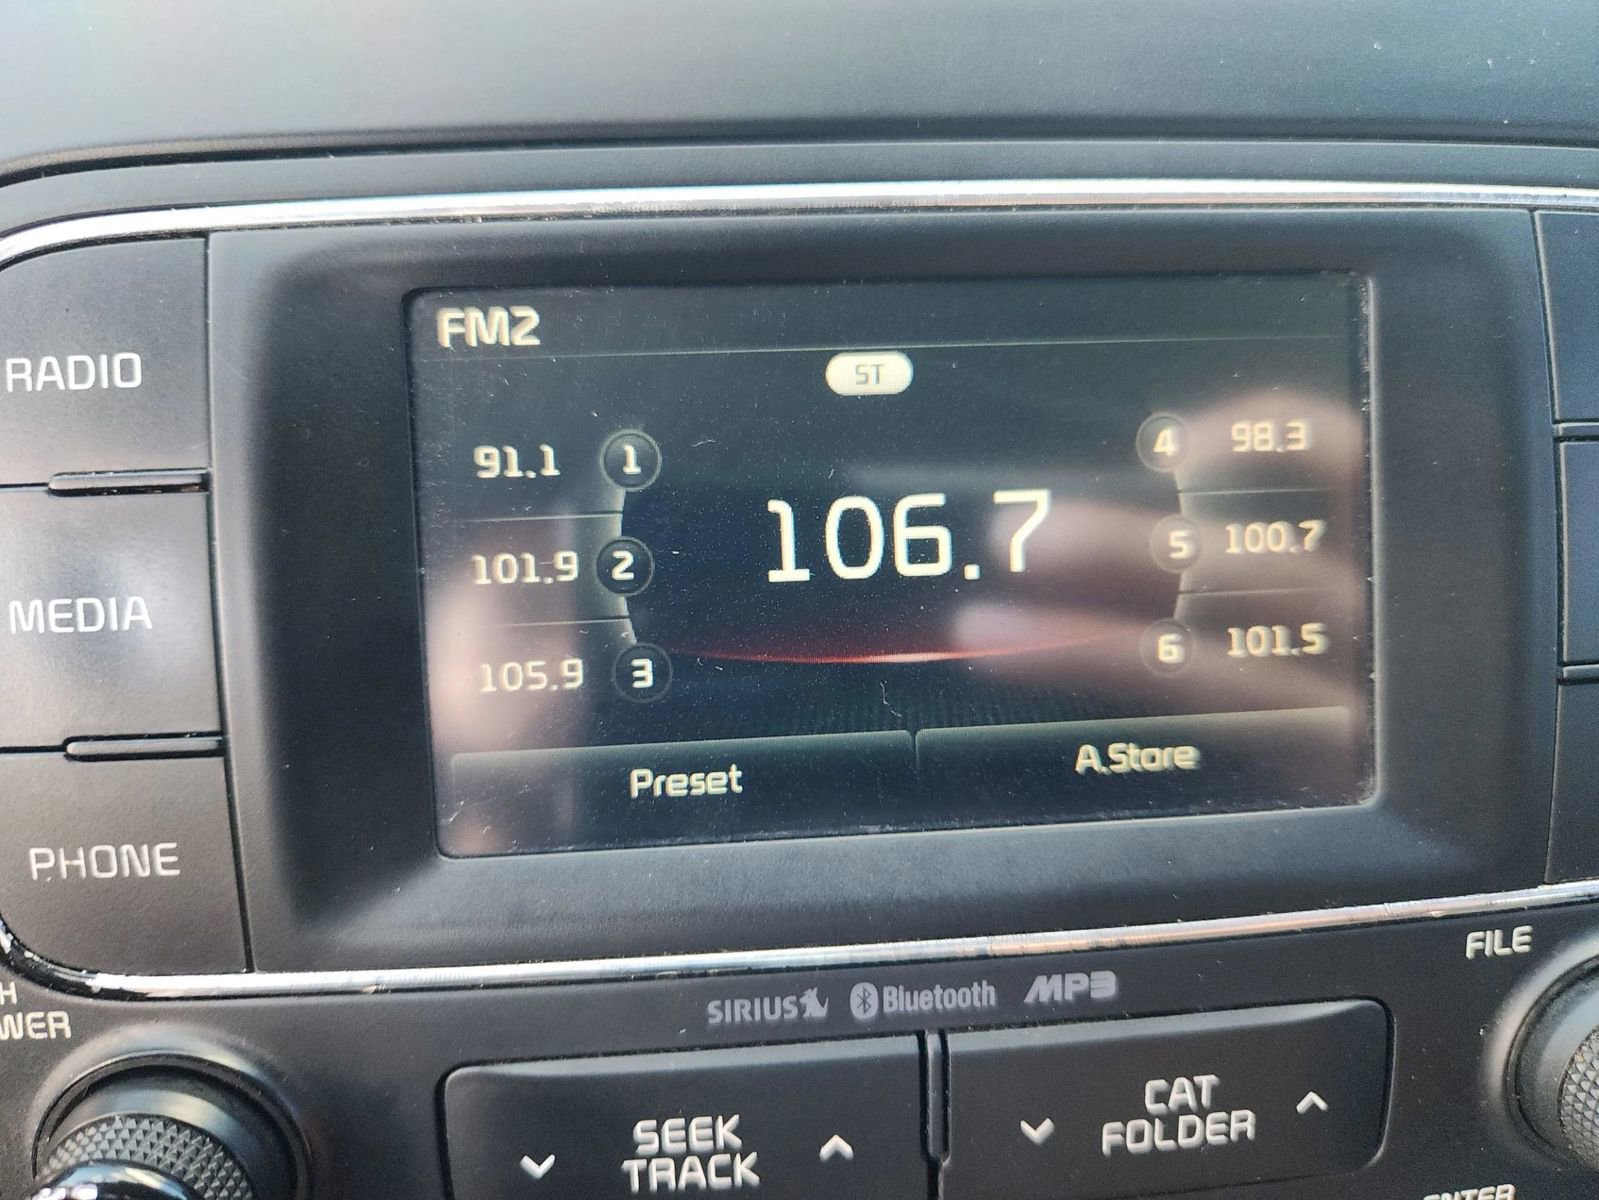 FM2
ST
91.1 1
101.9 2
105.9 3
106.7
4 98.3
5 100.7
6 101.5
Preset
A.Store
RADIO
MEDIA
PHONE
SIRIUS Bluetooth MP3
FILE
SEEK
TRACK
CAT
FOLDER
ENTER